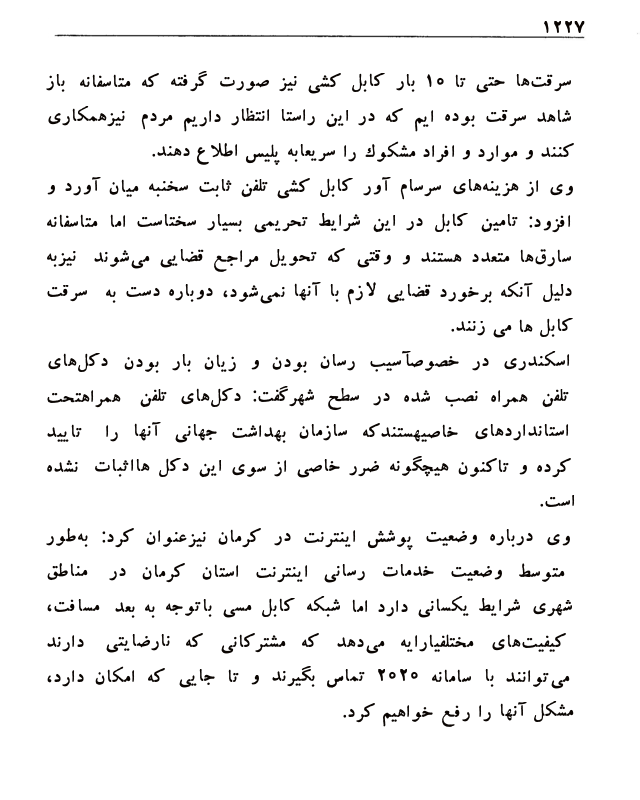 ۱۲۲۷
سرقت‌ها حتی تا ۱۵ بار کابل کشی نیز صورت گرفته که متاسفانه باز
شاهد سرقت بوده ایم که در این راستا انتظار داریم مردم نیزهمکاری
کنند و موارد و افراد مشکوك را سریعابه پلیس اطلاع دهند.
وی از هزینه‌های سرسام آور کابل کشی تلفن ثابت سخنبه میان آورد و
افزود: تامین کابل در این شرایط تحریمی بسیار سختاست اما متاسفانه
سارق‌ها متعدد هستند و وقتی که تحویل مراجع قضایی می‌شوند نیزبه
دلیل آنکه برخورد قضایی لازم با آنها نمی‌شود، دوباره دست به سرقت
کابل ها می زنند.
اسکندری در خصوصآسیب رسان بودن و زیان بار بودن دکل‌های
تلفن همراه نصب شده در سطح شهرگفت: دکل‌های تلفن همراهتحت
استانداردهای خاصیهستندکه سازمان بهداشت جهانی آنها را تایید
کرده و تاکنون هیچگونه ضرر خاصی از سوی این دکل هااثبات نشده
است.
وی درباره وضعیت پوشش اینترنت در کرمان نیزعنوان کرد: به‌طور
متوسط وضعیت خدمات رسانی اینترنت استان کرمان در مناطق
شهری شرایط یکسانی دارد اما شبکه کابل مسی باتوجه به بعد مسافت،
کیفیت‌های مختلفیارایه می‌دهد که مشترکانی که نارضایتی دارند
می‌توانند با سامانه ۲۰۲۰ تماس بگیرند و تا جایی که امکان دارد،
مشکل آنها را رفع خواهیم کرد.